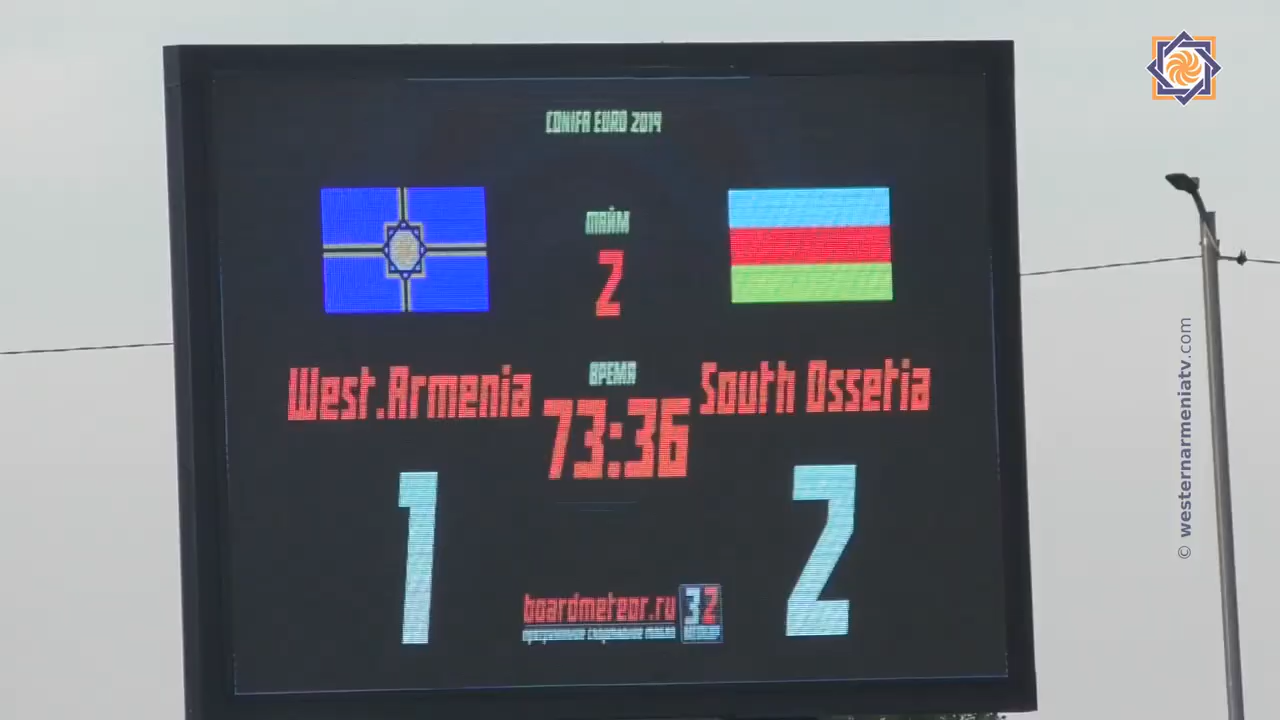 CONIFA EURO 2019
ТАЙМ
2
ВРЕМЯ
West.Armenia
73:36
South Ossetia
1
2
boardmeteor.ru
32
© westernarmeniatv.com